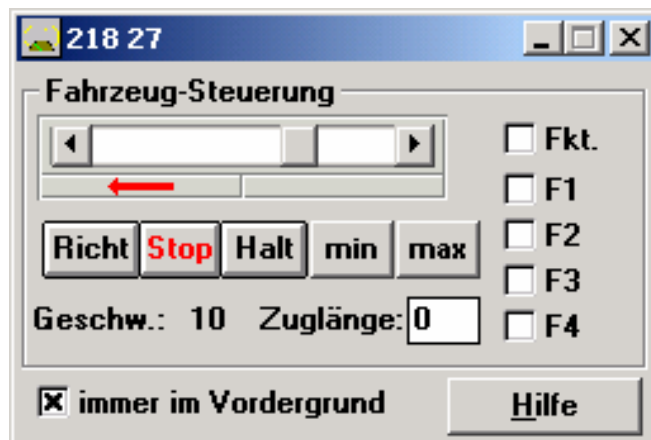 218 27
Fahrzeug-Steuerung
Fkt.
F1
Richt Stop Halt min max
F2
F3
Geschw.: 10 Zuglänge: 0
F4
immer im Vordergrund
Hilfe